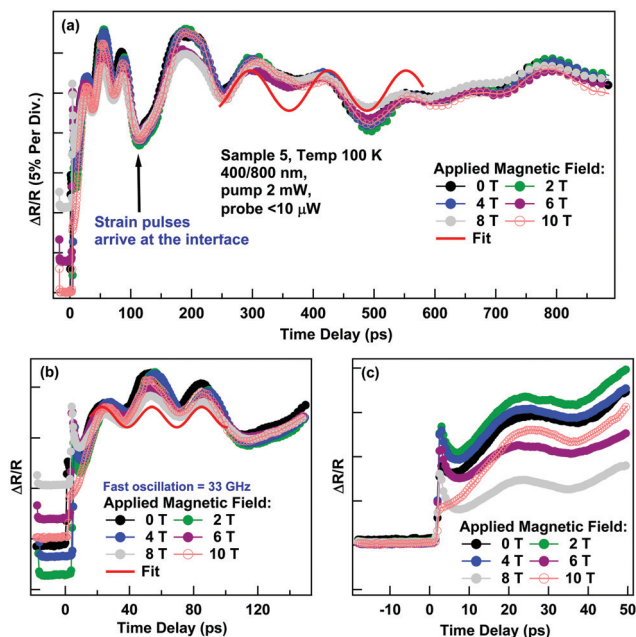 (a)
ΔR/R (5% Per Div.)
Strain pulses
arrive at the interface
Sample 5, Temp 100 K
400/800 nm,
pump 2 mW,
probe <10 μW
Applied Magnetic Field:
0 T 2 T
4 T 6 T
8 T 10 T
Fit
0 100 200 300 400 500 600 700 800
Time Delay (ps)
(b)
ΔR/R
Fast oscillation = 33 GHz
Applied Magnetic Field:
0 T 2 T
4 T 6 T
8 T 10 T
Fit
0 40 80 120
Time Delay (ps)
(c)
ΔR/R
Applied Magnetic Field:
0 T 2 T
4 T 6 T
8 T 10 T
-10 0 10 20 30 40 50
Time Delay (ps)